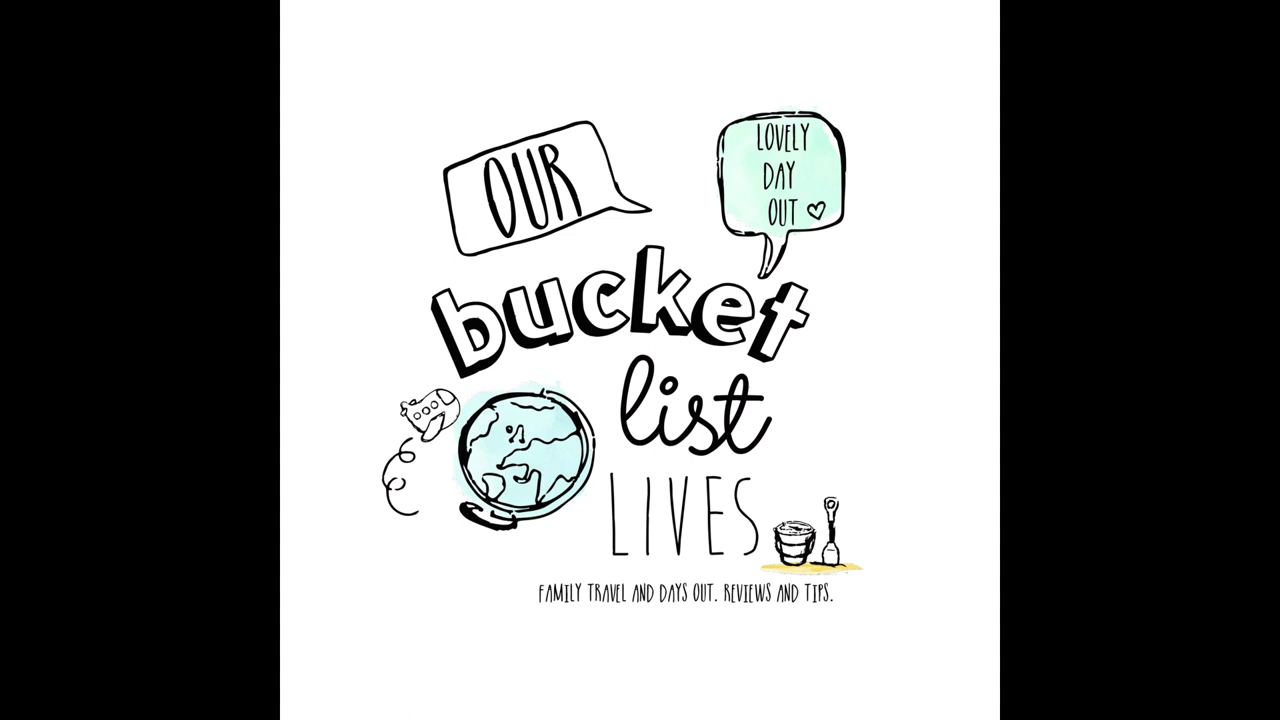 OUR
LOVELY
DAY
OUT
bucket
list
LIVES
FAMILY TRAVEL AND DAYS OUT. REVIEWS AND TIPS.